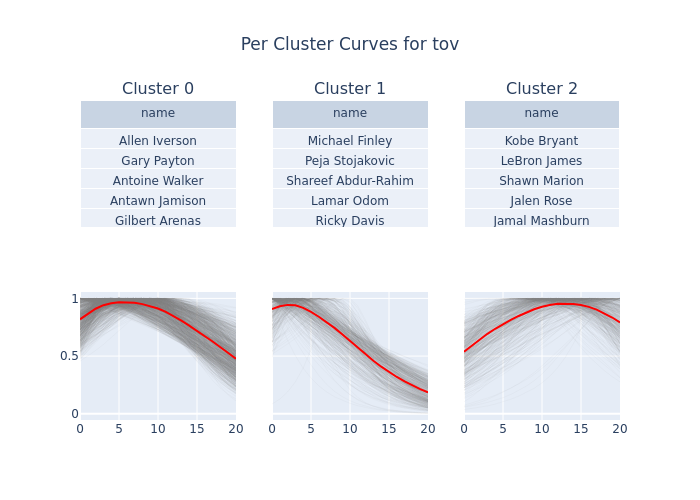 Per Cluster Curves for tov
Cluster 0
Cluster 1
Cluster 2
name
name
name
Allen Iverson
Michael Finley
Kobe Bryant
Gary Payton
Peja Stojakovic
LeBron James
Antoine Walker
Shareef Abdur-Rahim
Shawn Marion
Antawn Jamison
Lamar Odom
Jalen Rose
Gilbert Arenas
Ricky Davis
Jamal Mashburn
1
0.5
0
0 5 10 15 20
0 5 10 15 20
0 5 10 15 20